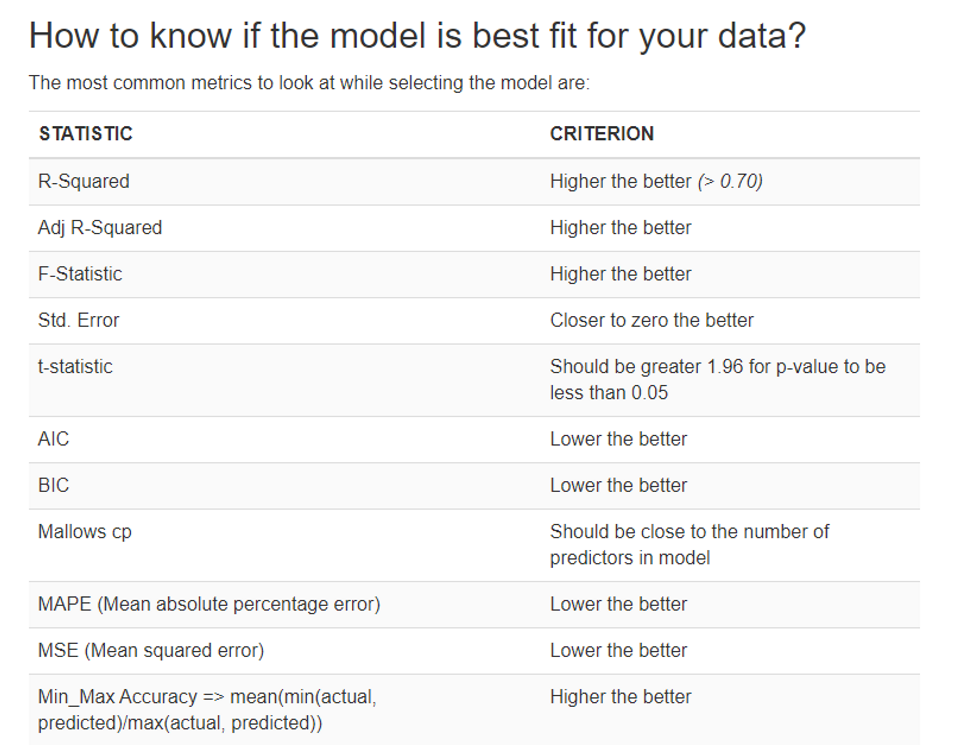 How to know if the model is best fit for your data?
The most common metrics to look at while selecting the model are:
STATISTIC CRITERION
R-Squared Higher the better (> 0.70)
Adj R-Squared Higher the better
F-Statistic Higher the better
Std. Error Closer to zero the better
t-statistic Should be greater 1.96 for p-value to be
less than 0.05
AIC Lower the better
BIC Lower the better
Mallows cp Should be close to the number of
predictors in model
MAPE (Mean absolute percentage error) Lower the better
MSE (Mean squared error) Lower the better
Min_Max Accuracy => mean(min(actual, Higher the better
predicted)/max(actual, predicted))